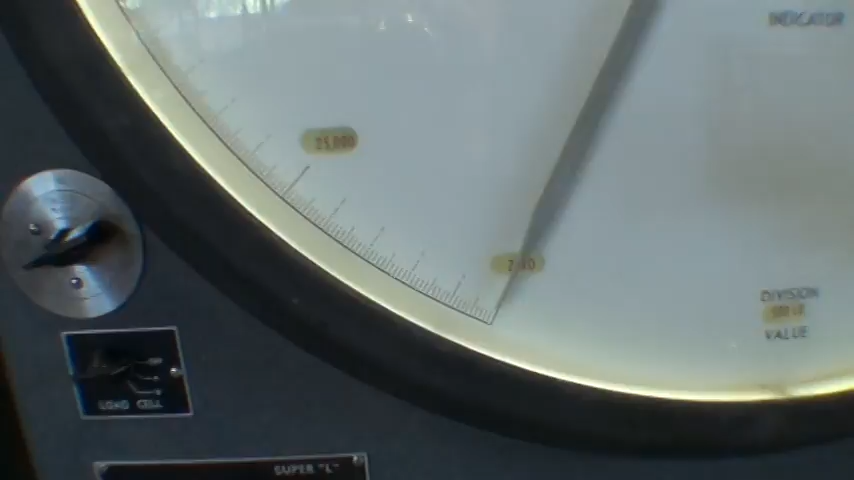 INDICATOR
25,000
DIVISION
VALUE
LOAD CELL
SUPER "L"